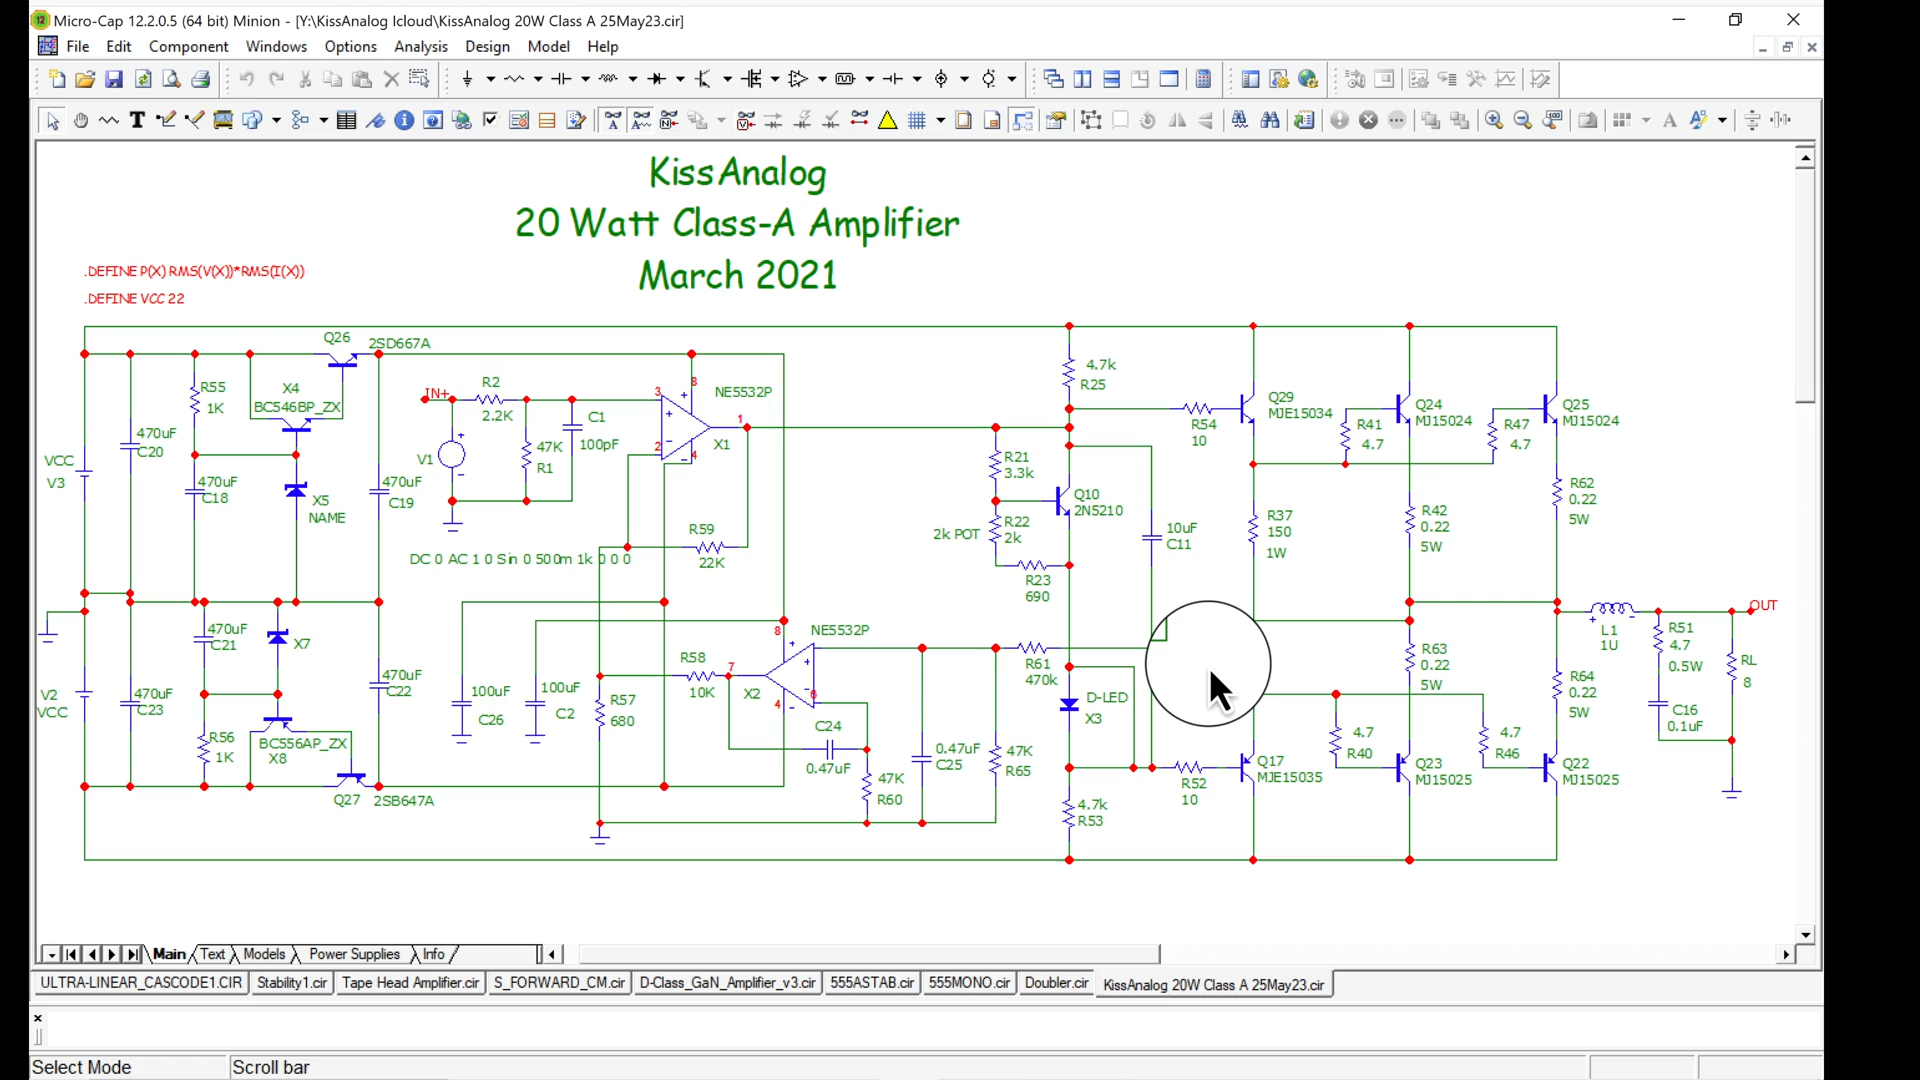 Micro-Cap 12.2.0.5 (64 bit) Minion - [Y:\KissAnalog Icloud\KissAnalog 20W Class A 25May23.cir]
File Edit Component Windows Options Analysis Design Model Help
KissAnalog
20 Watt Class-A Amplifier
March 2021
.DEFINE P(X) RMS(V(X))*RMS(I(X))
.DEFINE VCC 22
Q26
2SD667A
R55
1K
X4
BC546BP_ZX
470uF
C20
VCC
V3
470uF
C18
X5
NAME
470uF
C19
IN+
R2
2.2K
C1
100pF
47K
R1
V1
3
2
8
4
1
NE5532P
X1
R59
22K
DC 0 AC 1 0 Sin 0 500m 1k 0 0 0
4.7k
R25
R21
3.3k
2k POT
R22
2k
R23
690
Q10
2N5210
10uF
C11
R54
10
Q29
MJE15034
R41
4.7
Q24
MJ15024
R47
4.7
Q25
MJ15024
R37
150
1W
R42
0.22
5W
R62
0.22
5W
OUT
L1
1U
R51
4.7
0.5W
RL
8
C16
0.1uF
R63
0.22
5W
R64
0.22
5W
470uF
C21
X7
V2
VCC
470uF
C23
R56
1K
BC556AP_ZX
X8
Q27
2SB647A
470uF
C22
100uF
C26
100uF
C2
R57
680
R58
10K
7
X2
8
4
6
NE5532P
C24
0.47uF
47K
R60
0.47uF
C25
47K
R65
R61
470k
D-LED
X3
4.7k
R53
R52
10
Q17
MJE15035
4.7
R40
Q23
MJ15025
4.7
R46
Q22
MJ15025
Main Text Models Power Supplies Info
ULTRA-LINEAR_CASCODE1.CIR Stability1.cir Tape Head Amplifier.cir S_FORWARD_CM.cir D-Class_GaN_Amplifier_v3.cir 555ASTAB.cir 555MONO.cir Doubler.cir KissAnalog 20W Class A 25May23.cir
Select Mode Scroll bar